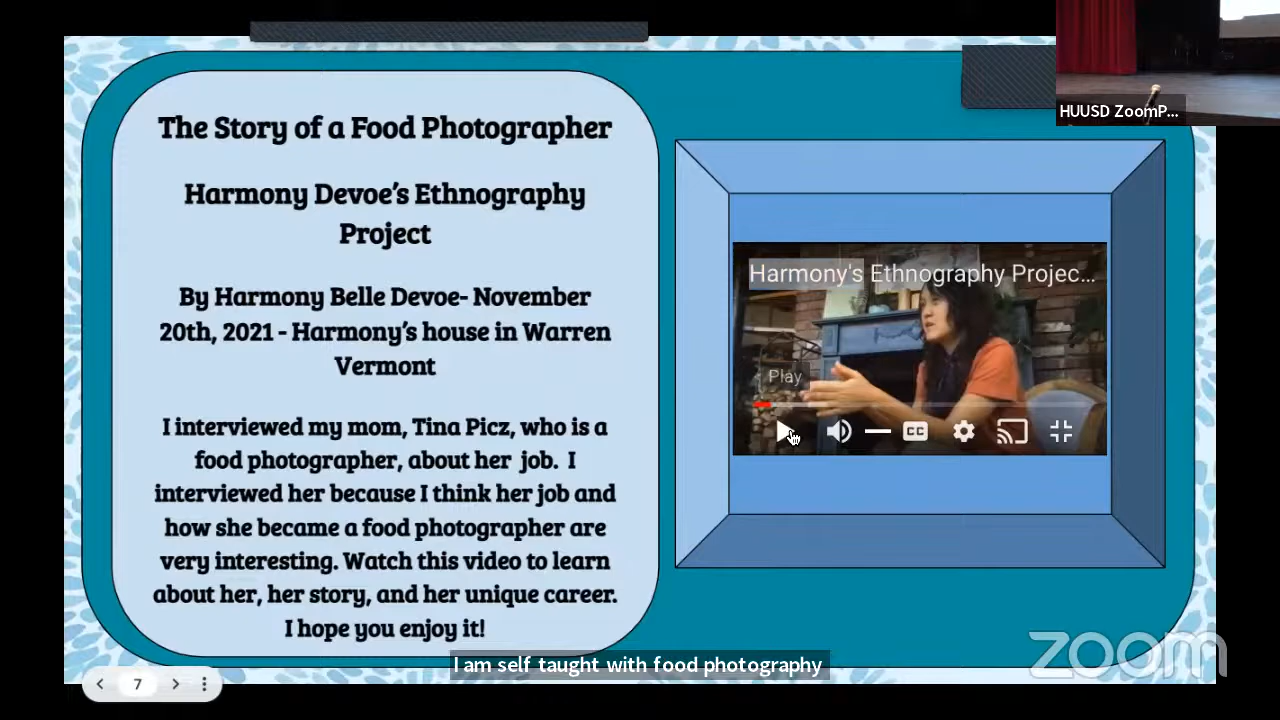 HUUSD ZoomP...
The Story of a Food Photographer
Harmony Devoe's Ethnography
Project
By Harmony Belle Devoe- November
20th, 2021 - Harmony's house in Warren
Vermont
I interviewed my mom, Tina Picz, who is a
food photographer, about her job. I
interviewed her because I think her job and
how she became a food photographer are
very interesting. Watch this video to learn
about her, her story, and her unique career.
I hope you enjoy it!
Harmony's Ethnography Projec...
Play
CC
I am self taught with food photography
zoom
7